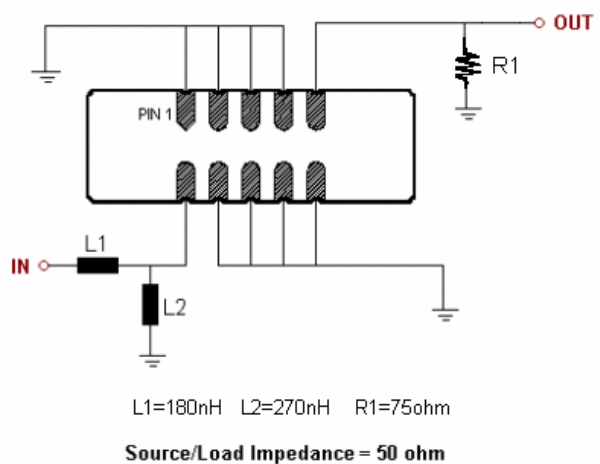 OUT
R1
PIN 1
L1
IN
L2
L1=180nH L2=270nH R1=75ohm
Source/Load Impedance = 50 ohm